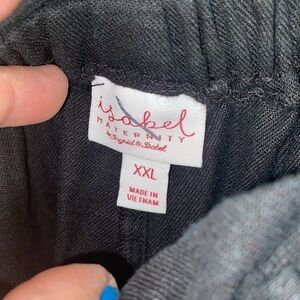 isabel
MATERNITY
by Ingrid & Isabel
XXL
MADE IN
VIETNAM